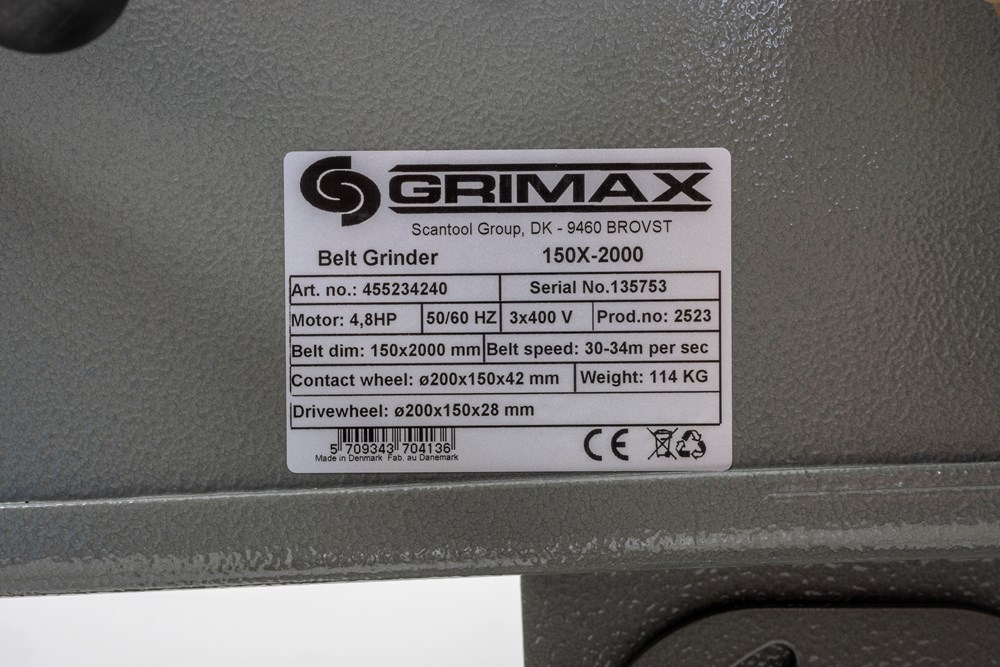 GRIMAX
Scantool Group, DK - 9460 BROVST
Belt Grinder 150X-2000
Art. no.: 455234240 Serial No.135753
Motor: 4,8HP 50/60 HZ 3x400 V Prod.no: 2523
Belt dim: 150x2000 mm Belt speed: 30-34m per sec
Contact wheel: ø200x150x42 mm Weight: 114 KG
Drivewheel: ø200x150x28 mm
5 709343 704136
Made in Denmark Fab. au Danemark
CE